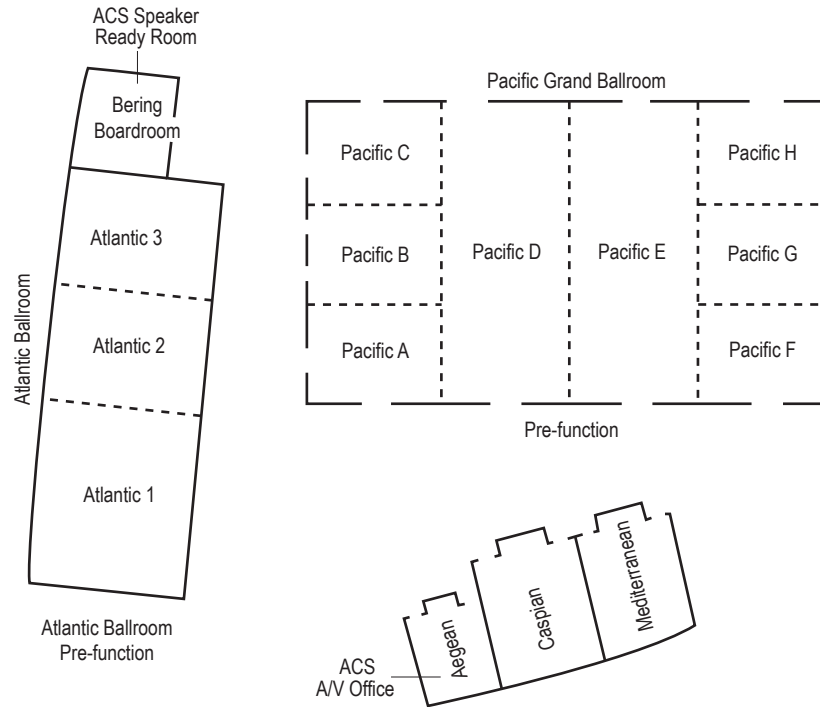 ACS Speaker
Ready Room
Bering
Boardroom
Atlantic 3
Atlantic 2
Atlantic 1
Atlantic Ballroom
Atlantic Ballroom
Pre-function
Pacific Grand Ballroom
Pacific C
Pacific H
Pacific B
Pacific D
Pacific E
Pacific G
Pacific A
Pacific F
Pre-function
Aegean
Caspian
Mediterranean
ACS
A/V Office